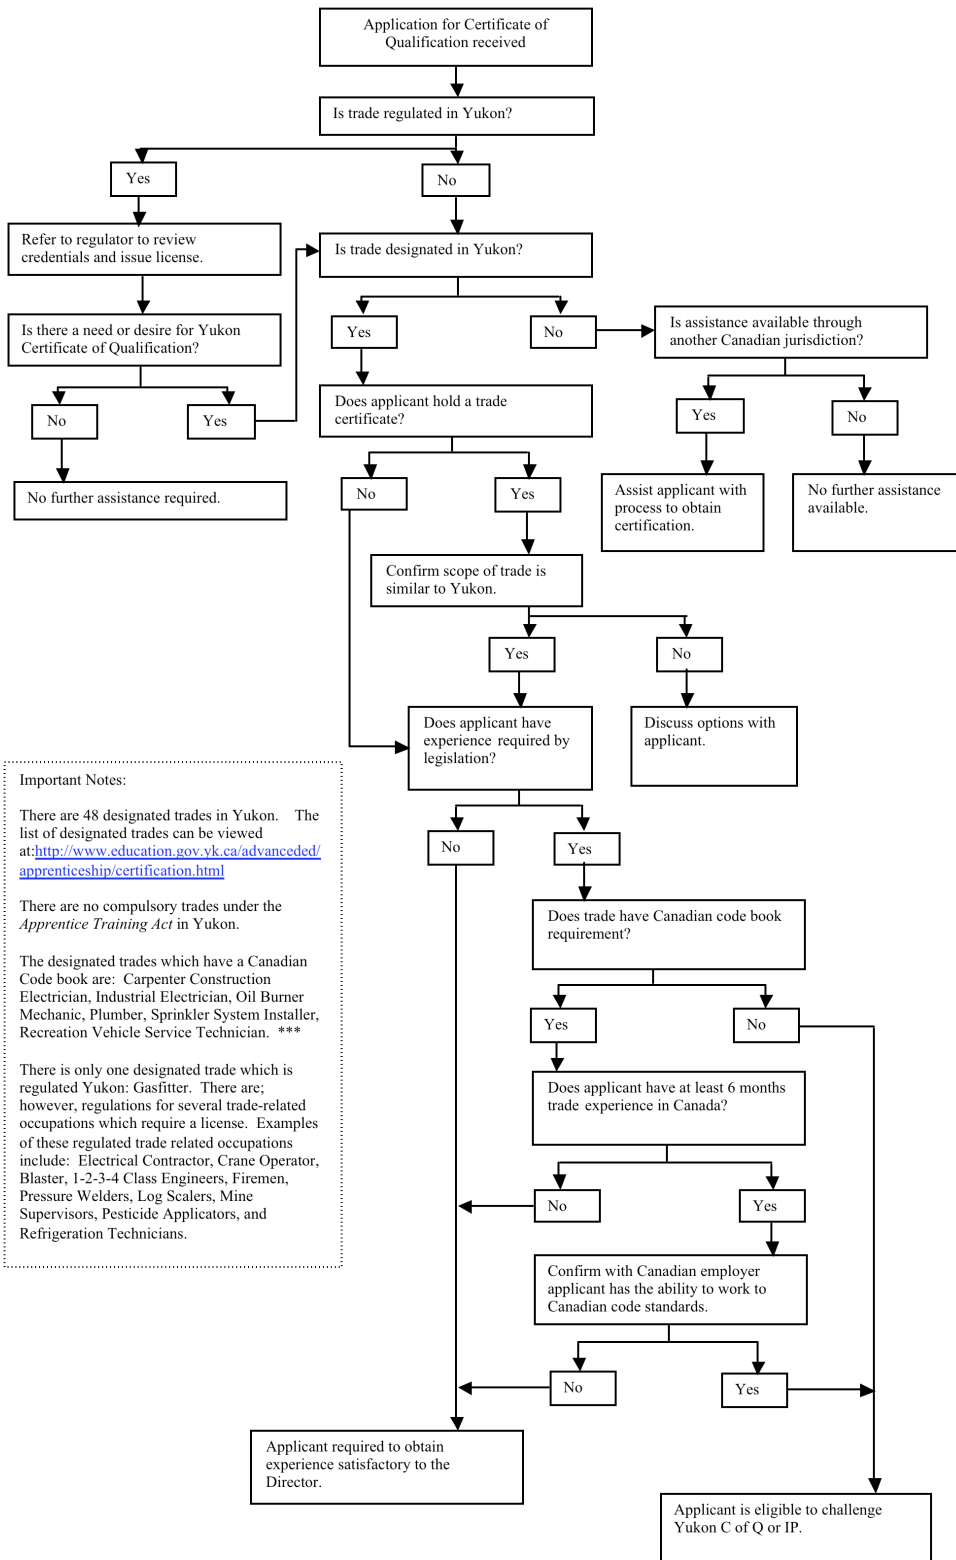 Application for Certificate of
Qualification received
Is trade regulated in Yukon?
Yes
No
Refer to regulator to review
credentials and issue license.
Is trade designated in Yukon?
Is there a need or desire for Yukon
Certificate of Qualification?
Yes
No
Is assistance available through
another Canadian jurisdiction?
No
Yes
Does applicant hold a trade
certificate?
Yes
No
No further assistance required.
No
Yes
Assist applicant with
process to obtain
certification.
No further assistance
available.
Confirm scope of trade is
similar to Yukon.
Yes
No
Does applicant have
experience required by
legislation?
Discuss options with
applicant.
Important Notes:
There are 48 designated trades in Yukon. The
list of designated trades can be viewed
at:http://www.education.gov.yk.ca/advanceded/
apprenticeship/certification.html
There are no compulsory trades under the
Apprentice Training Act in Yukon.
The designated trades which have a Canadian
Code book are: Carpenter Construction
Electrician, Industrial Electrician, Oil Burner
Mechanic, Plumber, Sprinkler System Installer,
Recreation Vehicle Service Technician. ***
There is only one designated trade which is
regulated Yukon: Gasfitter. There are;
however, regulations for several trade-related
occupations which require a license. Examples
of these regulated trade related occupations
include: Electrical Contractor, Crane Operator,
Blaster, 1-2-3-4 Class Engineers, Firemen,
Pressure Welders, Log Scalers, Mine
Supervisors, Pesticide Applicators, and
Refrigeration Technicians.
No
Yes
Does trade have Canadian code book
requirement?
Yes
No
Does applicant have at least 6 months
trade experience in Canada?
No
Yes
Confirm with Canadian employer
applicant has the ability to work to
Canadian code standards.
No
Yes
Applicant required to obtain
experience satisfactory to the
Director.
Applicant is eligible to challenge
Yukon C of Q or IP.